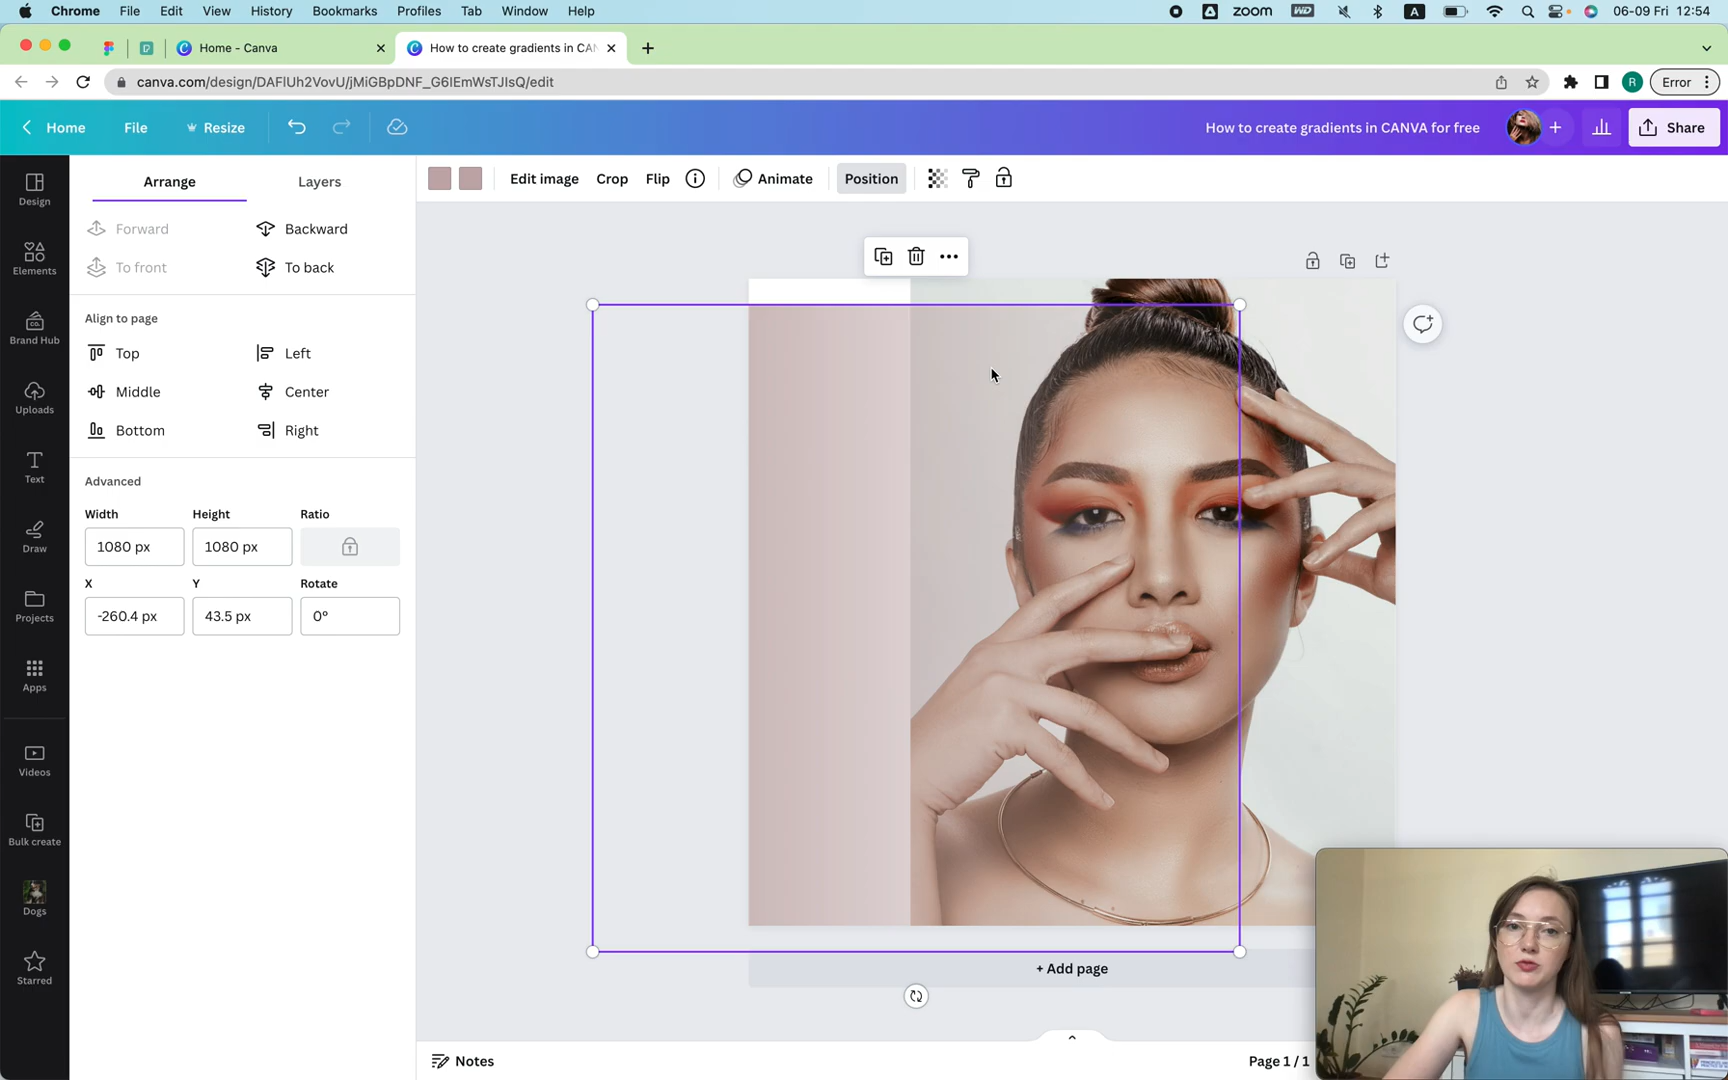 Chrome File Edit View History Bookmarks Profiles Tab Window Help
zoom WD A 06-09 Fri 12:54
Home - Canva
How to create gradients in CAN
canva.com/design/DAFlUh2VovU/jMiGBpDNF_G6IEmWsTJIsQ/edit
R Error
Home File Resize
How to create gradients in CANVA for free Share
Design
Elements
Brand Hub
Uploads
Text
Draw
Projects
Apps
Videos
Bulk create
Dogs
Starred
Arrange Layers
Forward Backward
To front To back
Align to page
Top Left
Middle Center
Bottom Right
Advanced
Width Height Ratio
1080 px 1080 px
X Y Rotate
-260.4 px 43.5 px 0°
Edit image Crop Flip Animate Position
+ Add page
Notes
Page 1 / 1